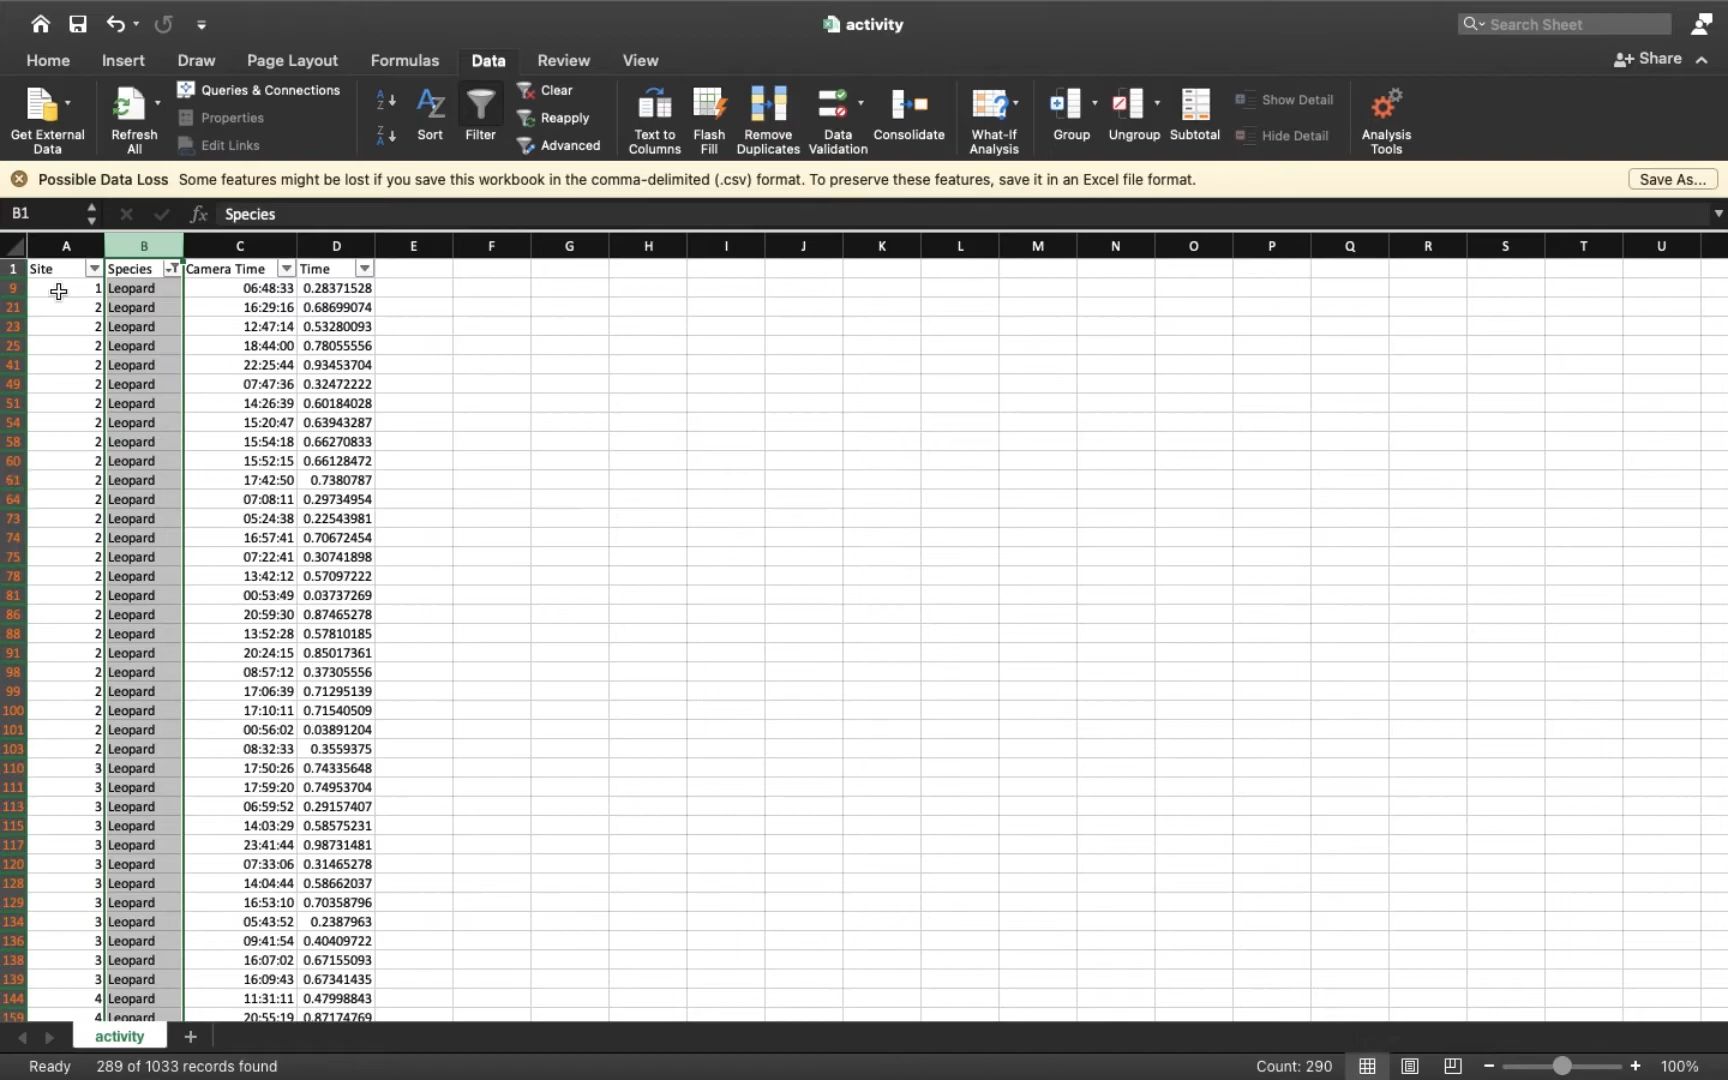 activity
Search Sheet
Home Insert Draw Page Layout Formulas Data Review View
Share
Get External Data
Refresh All
Queries & Connections
Properties
Edit Links
Sort
Filter
Clear
Reapply
Advanced
Text to Columns
Flash Fill
Remove Duplicates
Data Validation
Consolidate
What-If Analysis
Group
Ungroup
Subtotal
Show Detail
Hide Detail
Analysis Tools
Possible Data Loss Some features might be lost if you save this workbook in the comma-delimited (.csv) format. To preserve these features, save it in an Excel file format. Save As...
B1 fx Species
A B C D E F G H I J K L M N O P Q R S T U
1 Site Species Camera Time Time
9 1 Leopard 06:48:33 0.28371528
21 2 Leopard 16:29:16 0.68699074
23 2 Leopard 12:47:14 0.53280093
25 2 Leopard 18:44:00 0.78055556
41 2 Leopard 22:25:44 0.93453704
49 2 Leopard 07:47:36 0.32472222
51 2 Leopard 14:26:39 0.60184028
54 2 Leopard 15:20:47 0.63943287
58 2 Leopard 15:54:18 0.66270833
60 2 Leopard 15:52:15 0.66128472
61 2 Leopard 17:42:50 0.7380787
64 2 Leopard 07:08:11 0.29734954
73 2 Leopard 05:24:38 0.22543981
74 2 Leopard 16:57:41 0.70672454
75 2 Leopard 07:22:41 0.30741898
78 2 Leopard 13:42:12 0.57097222
81 2 Leopard 00:53:49 0.03737269
86 2 Leopard 20:59:30 0.87465278
88 2 Leopard 13:52:28 0.57810185
91 2 Leopard 20:24:15 0.85017361
98 2 Leopard 08:57:12 0.37305556
99 2 Leopard 17:06:39 0.71295139
100 2 Leopard 17:10:11 0.71540509
101 2 Leopard 00:56:02 0.03891204
103 2 Leopard 08:32:33 0.3559375
110 3 Leopard 17:50:26 0.74335648
111 3 Leopard 17:59:20 0.74953704
113 3 Leopard 06:59:52 0.29157407
115 3 Leopard 14:03:29 0.58575231
117 3 Leopard 23:41:44 0.98731481
120 3 Leopard 07:33:06 0.31465278
128 3 Leopard 14:04:44 0.58662037
129 3 Leopard 16:53:10 0.70358796
134 3 Leopard 05:43:52 0.2387963
136 3 Leopard 09:41:54 0.40409722
138 3 Leopard 16:07:02 0.67155093
139 3 Leopard 16:09:43 0.67341435
144 4 Leopard 11:31:11 0.47998843
159 4 Leopard 20:55:19 0.87174769
activity
Ready 289 of 1033 records found Count: 290 100%